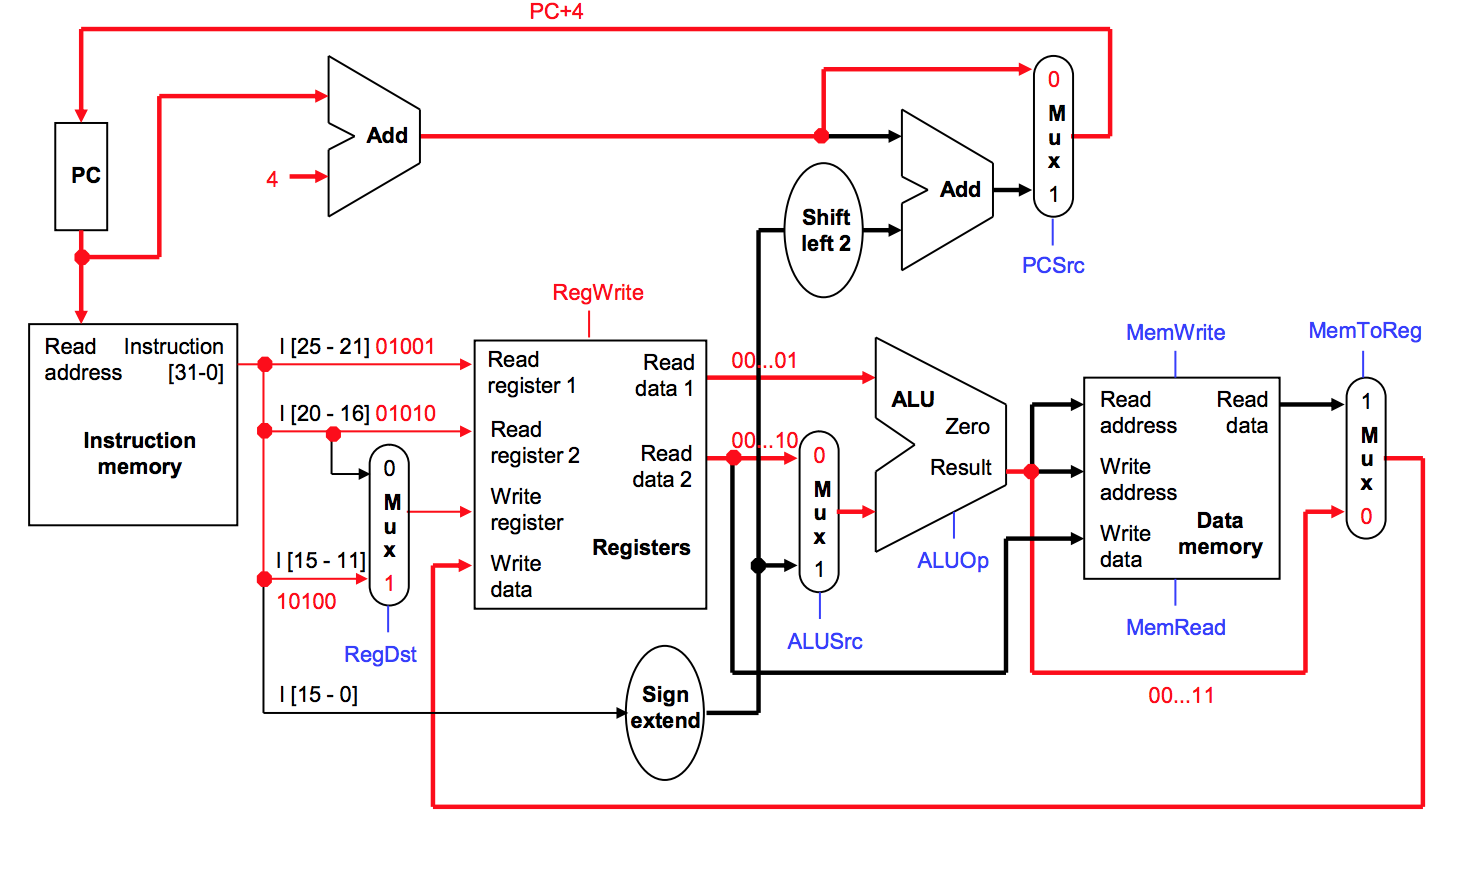 PC+4
0
M
u
x
1
PCSrc
Add
4
PC
Add
Shift
left 2
RegWrite
MemWrite
MemToReg
Read address
Instruction [31-0]
Instruction
memory
I [25 - 21] 01001
I [20 - 16] 01010
I [15 - 11]
10100
I [15 - 0]
0
M
u
x
1
RegDst
Read
register 1
Read
register 2
Write
register
Write
data
Read
data 1
Read
data 2
Registers
00...01
00...10
0
M
u
x
1
ALUSrc
ALU
Zero
Result
ALUOp
Read
address
Write
address
Write
data
Read
data
Data
memory
MemRead
1
M
u
x
0
00...11
Sign
extend